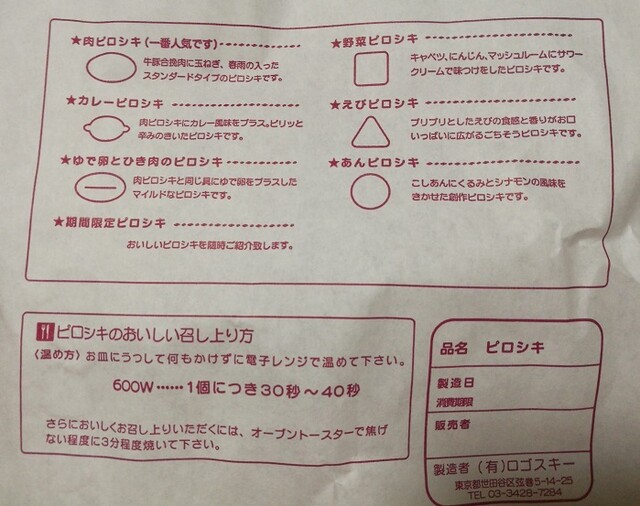 ★肉ピロシキ(一番人気です)
牛豚合挽肉に玉ねぎ、春雨の入った
スタンダードタイプのピロシキです。
★カレーピロシキ
肉ピロシキにカレー風味をプラス。ピリッと
辛みのきいたピロシキです。
★ゆで卵とひき肉のピロシキ
肉ピロシキと同じ具にゆで卵をプラスした
マイルドなピロシキです。
★期間限定ピロシキ
おいしいピロシキを随時ご紹介致します。
★野菜ピロシキ
キャベツ、にんじん、マッシュルームにサワー
クリームで味つけをしたピロシキです。
★えびピロシキ
プリプリとしたえびの食感と香りがお口
いっぱいに広がるごちそうピロシキです。
★あんピロシキ
こしあんにくるみとシナモンの風味を
きかせた創作ピロシキです。
ピロシキのおいしい召し上り方
〈温め方〉お皿にうつして何もかけずに電子レンジで温めて下さい。
600W……1個につき30秒～40秒
さらにおいしくお召し上りいただくには、オーブントースターで焦げ
ない程度に3分程度焼いて下さい。
品名 ピロシキ
製造日
消費期限
販売者
製造者 (有)ロゴスキー
東京都世田谷区弦巻5-14-25
TEL 03-3428-7284